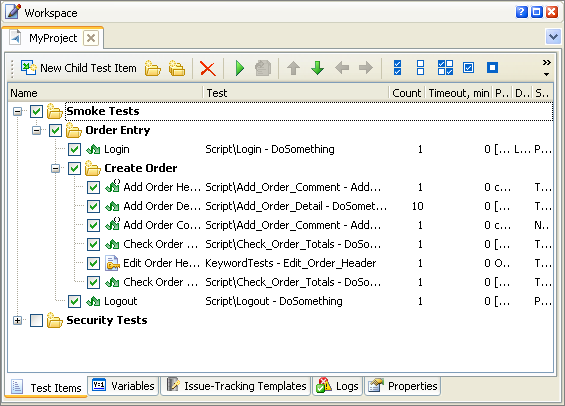 Workspace
MyProject
New Child Test Item
Name Test Count Timeout, min P.. D.. S..
Smoke Tests
Order Entry
Login Script\Login - DoSomething 1 0 [... L... P...
Create Order
Add Order He... Script\Add_Order_Comment - Add... 1 0 c... T...
Add Order De... Script\Add_Order_Detail - DoSomet... 10 0 [... T...
Add Order Co... Script\Add_Order_Comment - Add... 1 0 c... N...
Check Order ... Script\Check_Order_Totals - DoSo... 1 0 [... T...
Edit Order He... KeywordTests - Edit_Order_Header 1 0 O... T...
Check Order ... Script\Check_Order_Totals - DoSo... 1 0 [... T...
Logout Script\Logout - DoSomething 1 0 [... P...
Security Tests
Test Items Variables Issue-Tracking Templates Logs Properties